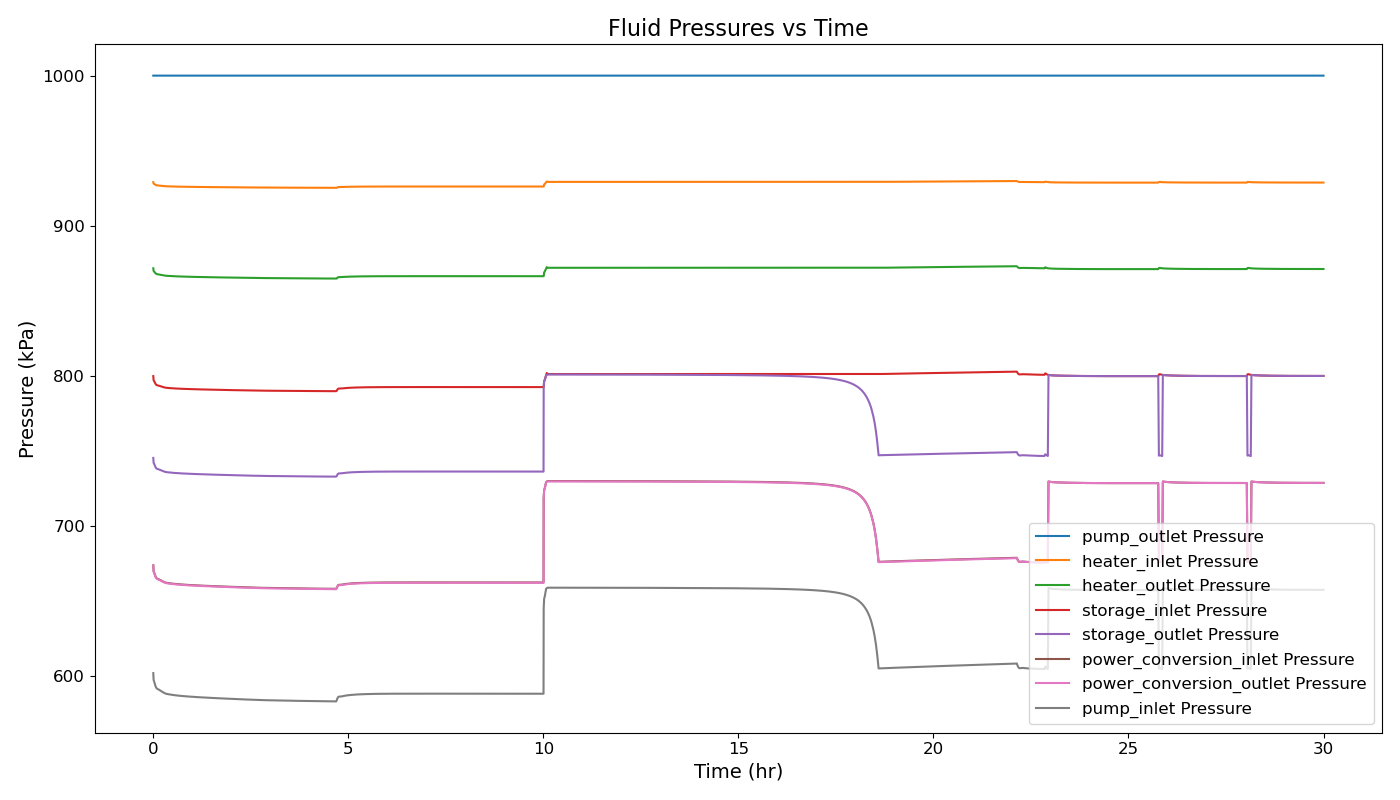 Fluid Pressures vs Time
Pressure (kPa)
1000
900
800
700
600
pump_outlet Pressure
heater_inlet Pressure
heater_outlet Pressure
storage_inlet Pressure
storage_outlet Pressure
power_conversion_inlet Pressure
power_conversion_outlet Pressure
pump_inlet Pressure
0 5 10 15 20 25 30
Time (hr)